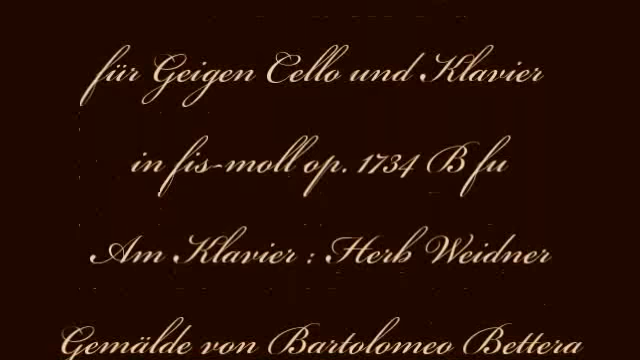 für Geigen Cello und Klavier
in fis-moll op. 1734 B fu
Am Klavier : Herb Weidner
Gemälde von Bartolomeo Bettera